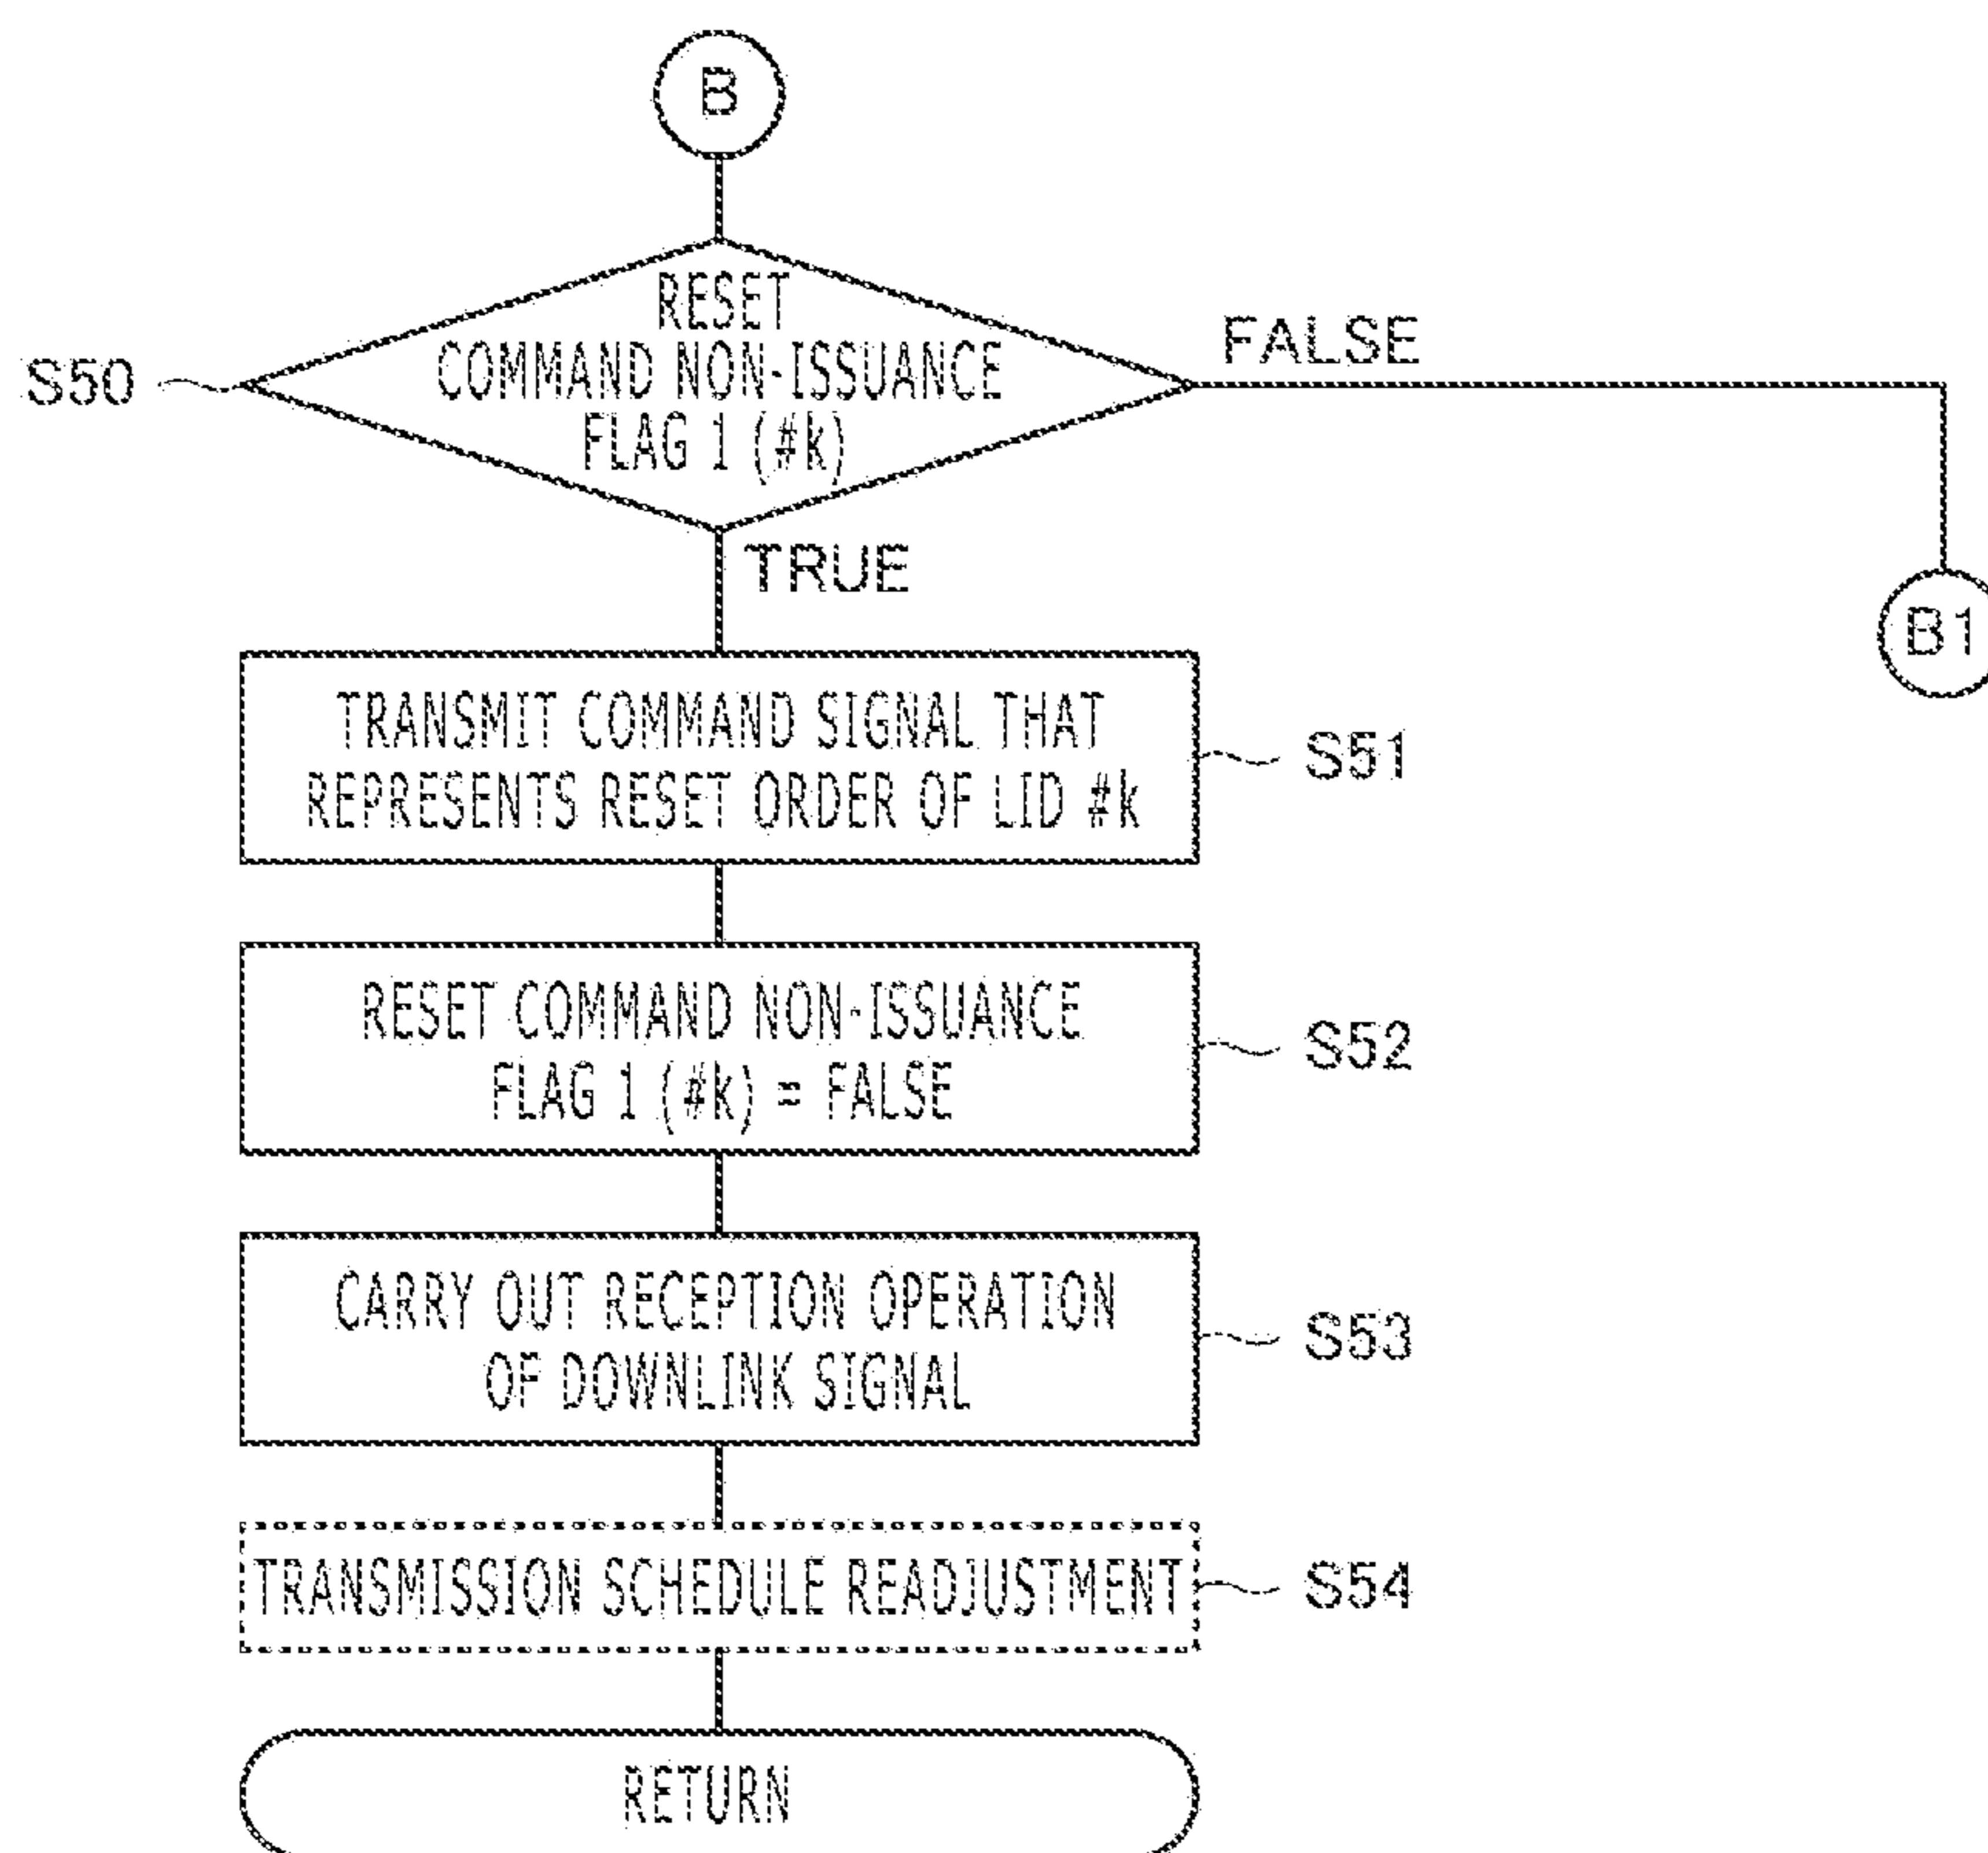 B
RESET
COMMAND NON-ISSUANCE
FLAG 1 (#k)
S50
FALSE
TRUE
B1
TRANSMIT COMMAND SIGNAL THAT
REPRESENTS RESET ORDER OF LID #k
S51
RESET COMMAND NON-ISSUANCE
FLAG 1 (#k) = FALSE
S52
CARRY OUT RECEPTION OPERATION
OF DOWNLINK SIGNAL
S53
TRANSMISSION SCHEDULE READJUSTMENT
S54
RETURN